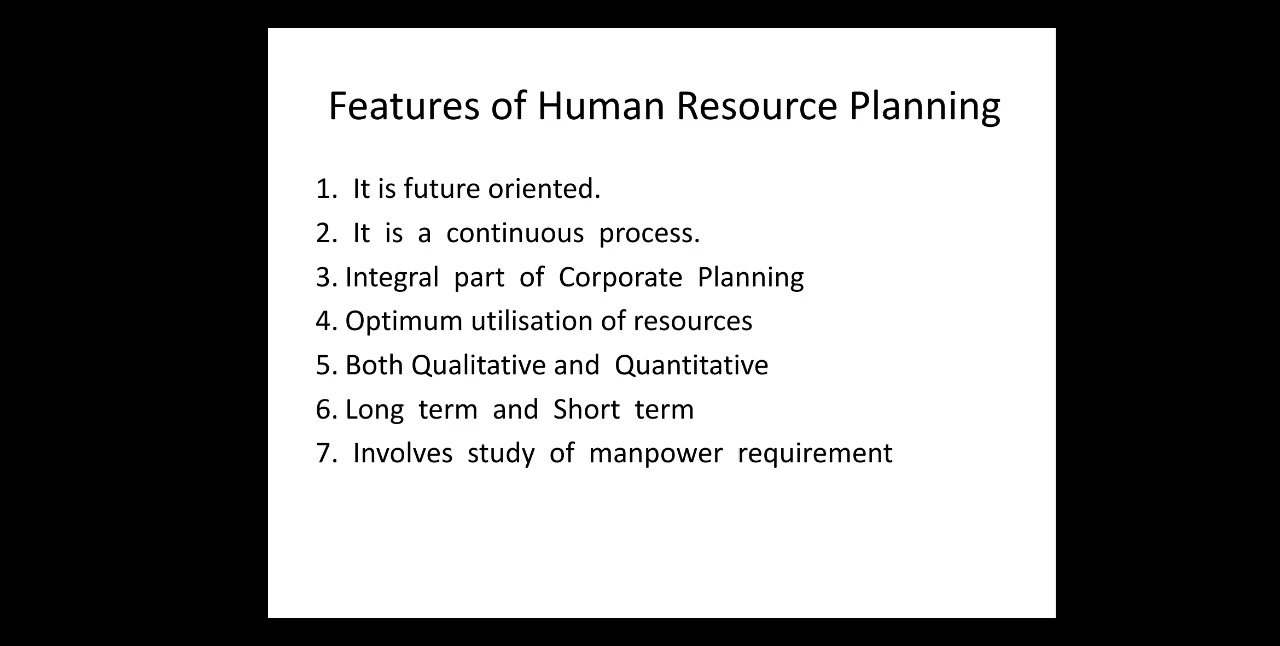 Features of Human Resource Planning
1. It is future oriented.
2. It is a continuous process.
3. Integral part of Corporate Planning
4. Optimum utilisation of resources
5. Both Qualitative and Quantitative
6. Long term and Short term
7. Involves study of manpower requirement